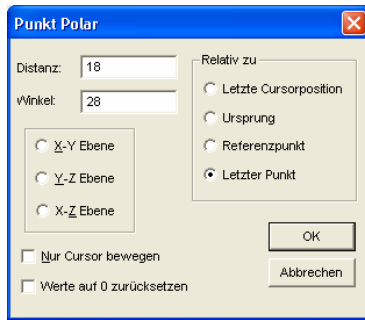 Punkt Polar
Distanz: 18
Winkel: 28
X-Y Ebene
Y-Z Ebene
X-Z Ebene
Nur Cursor bewegen
Werte auf 0 zurücksetzen
Relativ zu
Letzte Cursorposition
Ursprung
Referenzpunkt
Letzter Punkt
OK
Abbrechen